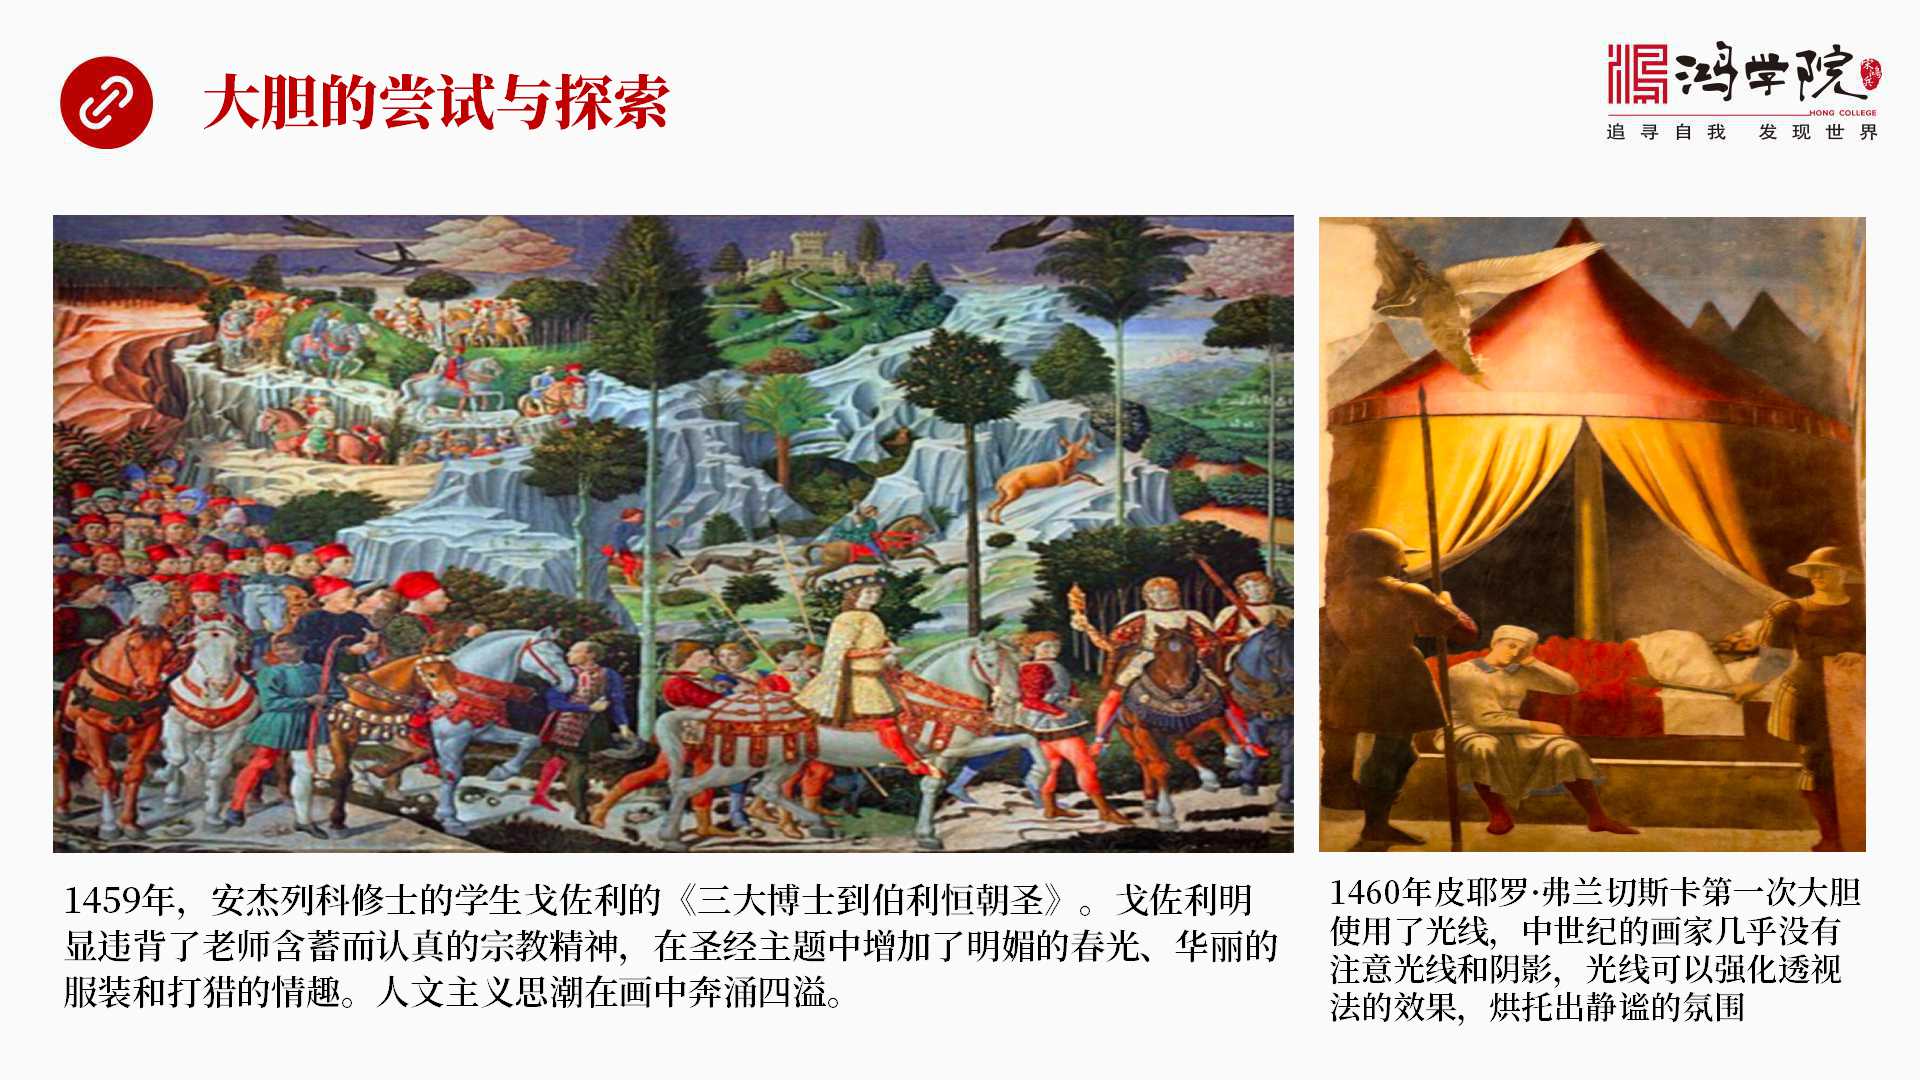 大胆的尝试与探索
鸿学院
宋鸿兵
HONG COLLEGE
追寻自我 发现世界
1459年，安杰列科修士的学生戈佐利的《三大博士到伯利恒朝圣》。戈佐利明
显违背了老师含蓄而认真的宗教精神，在圣经主题中增加了明媚的春光、华丽的
服装和打猎的情趣。人文主义思潮在画中奔涌四溢。
1460年皮耶罗·弗兰切斯卡第一次大胆
使用了光线，中世纪的画家几乎没有
注意光线和阴影，光线可以强化透视
法的效果，烘托出静谧的氛围